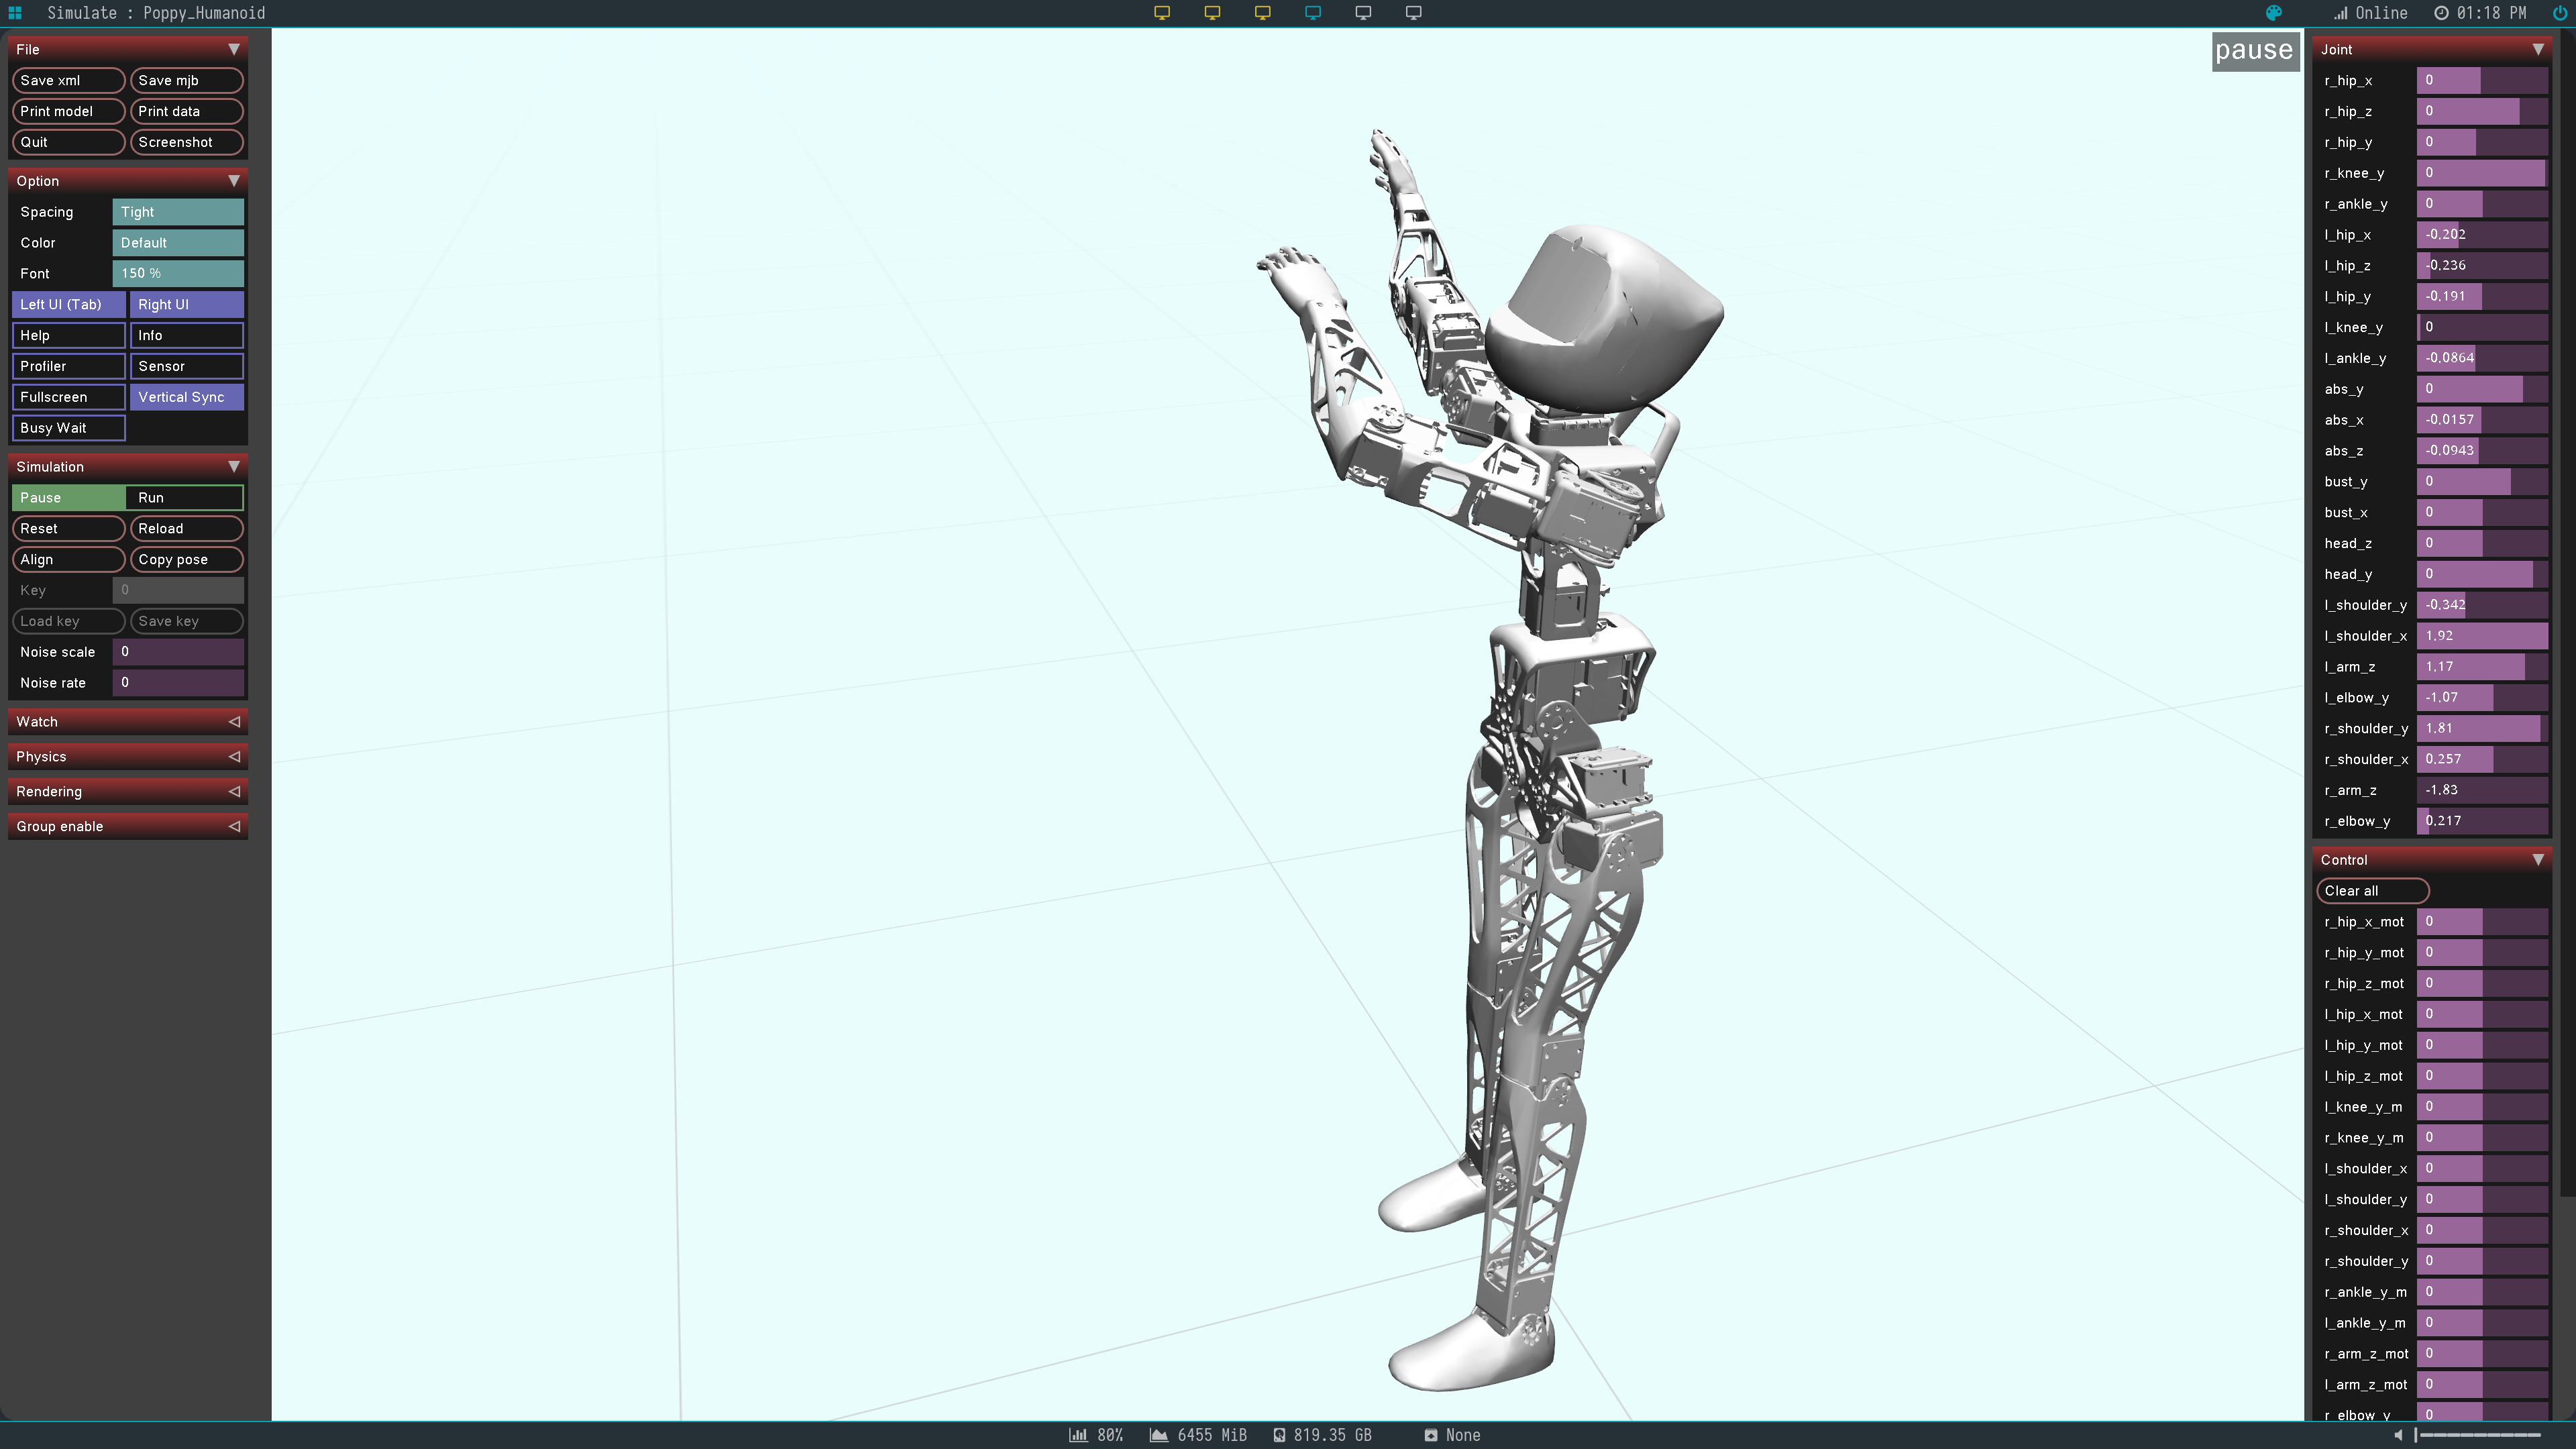 Simulate : Poppy_Humanoid
Online 01:18 PM
File
Save xml Save mjb
Print model Print data
Quit Screenshot
Option
Spacing Tight
Color Default
Font 150 %
Left UI (Tab) Right UI
Help Info
Profiler Sensor
Fullscreen Vertical Sync
Busy Wait
Simulation
Pause Run
Reset Reload
Align Copy pose
Key 0
Load key Save key
Noise scale 0
Noise rate 0
Watch
Physics
Rendering
Group enable
pause
Joint
r_hip_x 0
r_hip_z 0
r_hip_y 0
r_knee_y 0
r_ankle_y 0
l_hip_x -0.202
l_hip_z -0.236
l_hip_y -0.191
l_knee_y 0
l_ankle_y -0.0864
abs_y 0
abs_x -0.0157
abs_z -0.0943
bust_y 0
bust_x 0
head_z 0
head_y 0
l_shoulder_y -0.342
l_shoulder_x 1.92
l_arm_z 1.17
l_elbow_y -1.07
r_shoulder_y 1.81
r_shoulder_x 0.257
r_arm_z -1.83
r_elbow_y 0.217
Control
Clear all
r_hip_x_mot 0
r_hip_y_mot 0
r_hip_z_mot 0
l_hip_x_mot 0
l_hip_y_mot 0
l_hip_z_mot 0
l_knee_y_m 0
r_knee_y_m 0
l_shoulder_x 0
l_shoulder_y 0
r_shoulder_x 0
r_shoulder_y 0
r_ankle_y_m 0
l_ankle_y_m 0
r_arm_z_mot 0
l_arm_z_mot 0
r_elbow_y 0
80% 6455 MiB 819.35 GB None